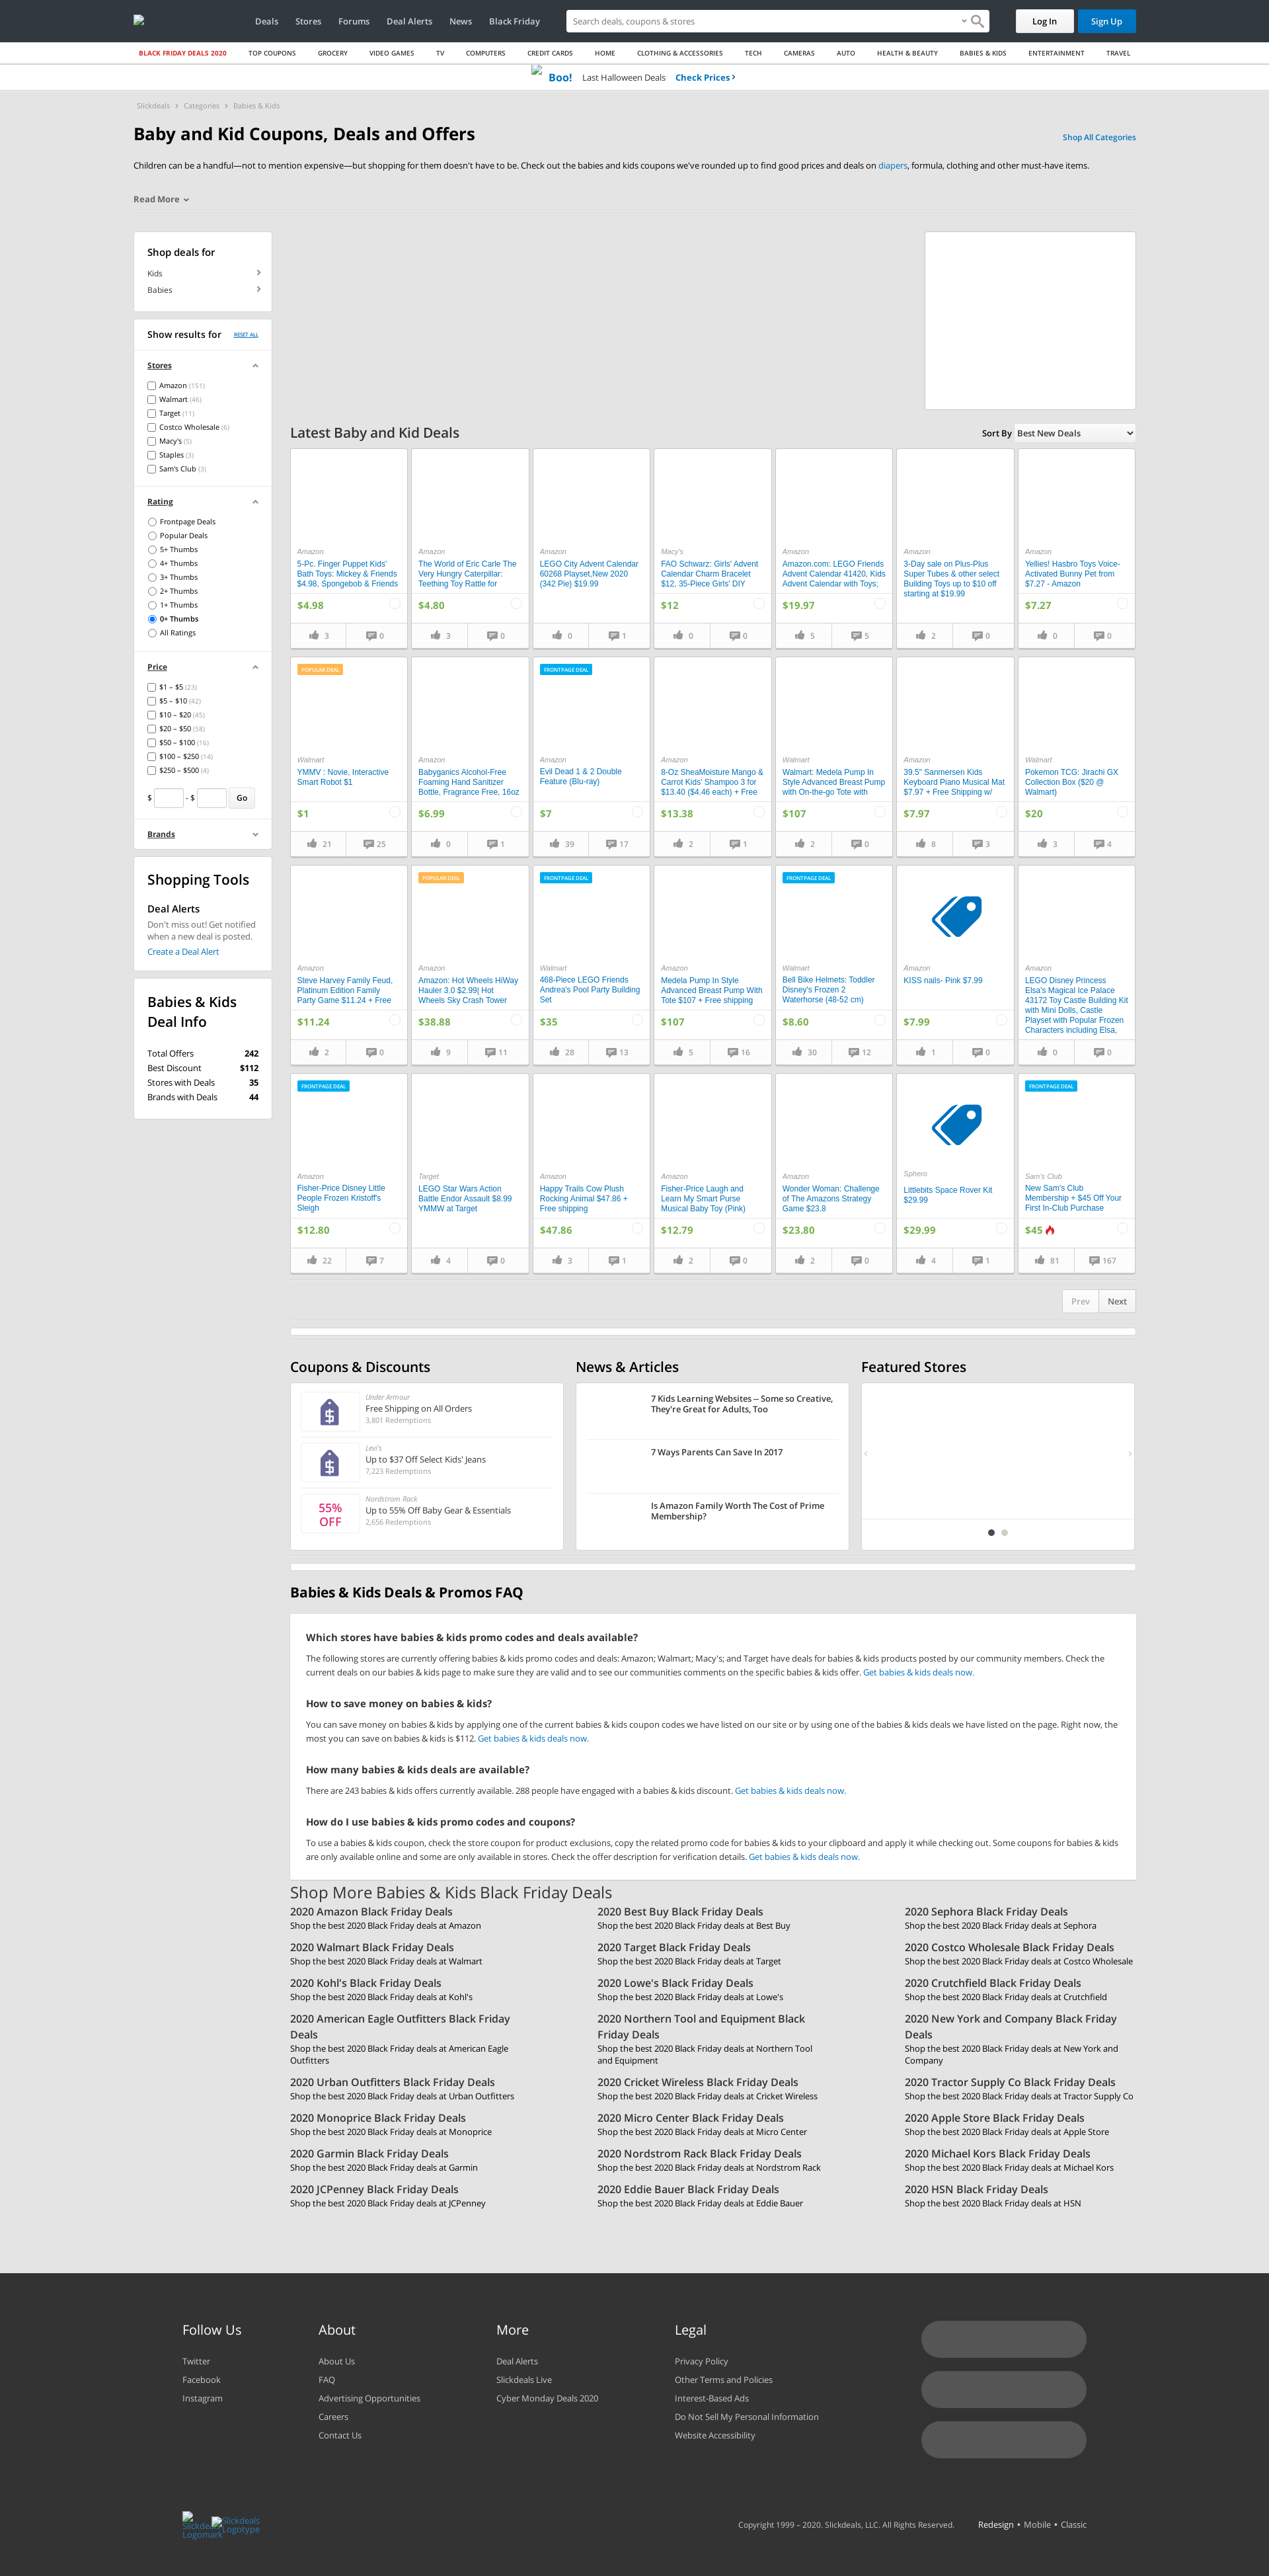 Deals Stores Forums Deal Alerts News Black Friday
Search deals, coupons & stores
Log In Sign Up
BLACK FRIDAY DEALS 2020 TOP COUPONS GROCERY VIDEO GAMES TV COMPUTERS CREDIT CARDS HOME CLOTHING & ACCESSORIES TECH CAMERAS AUTO HEALTH & BEAUTY BABIES & KIDS ENTERTAINMENT TRAVEL
Boo! Last Halloween Deals Check Prices
Slickdeals Categories Babies & Kids
Baby and Kid Coupons, Deals and Offers
Shop All Categories
Children can be a handful—not to mention expensive—but shopping for them doesn't have to be. Check out the babies and kids coupons we've rounded up to find good prices and deals on diapers, formula, clothing and other must-have items.
Read More
Shop deals for
Kids
Babies
Show results for RESET ALL
Stores
Amazon (151)
Walmart (46)
Target (11)
Costco Wholesale (6)
Macy's (5)
Staples (3)
Sam's Club (3)
Rating
Frontpage Deals
Popular Deals
5+ Thumbs
4+ Thumbs
3+ Thumbs
2+ Thumbs
1+ Thumbs
0+ Thumbs
All Ratings
Price
$1 – $5 (23)
$5 – $10 (42)
$10 – $20 (45)
$20 – $50 (58)
$50 – $100 (16)
$100 – $250 (14)
$250 – $500 (4)
$ - $ Go
Brands
Shopping Tools
Deal Alerts
Don't miss out! Get notified
when a new deal is posted.
Create a Deal Alert
Babies & Kids
Deal Info
Total Offers 242
Best Discount $112
Stores with Deals 35
Brands with Deals 44
Latest Baby and Kid Deals
Sort By Best New Deals
Amazon
5-Pc. Finger Puppet Kids'
Bath Toys: Mickey & Friends
$4.98, Spongebob & Friends
$4.98
3 0
Amazon
The World of Eric Carle The
Very Hungry Caterpillar:
Teething Toy Rattle for
$4.80
3 0
Amazon
LEGO City Advent Calendar
60268 Playset,New 2020
(342 Pie) $19.99
0 1
Macy's
FAO Schwarz: Girls' Advent
Calendar Charm Bracelet
$12, 35-Piece Girls' DIY
$12
0 0
Amazon
Amazon.com: LEGO Friends
Advent Calendar 41420, Kids
Advent Calendar with Toys;
$19.97
5 5
Amazon
3-Day sale on Plus-Plus
Super Tubes & other select
Building Toys up to $10 off
starting at $19.99
2 0
Amazon
Yellies! Hasbro Toys Voice-
Activated Bunny Pet from
$7.27 - Amazon
$7.27
0 0
POPULAR DEAL
Walmart
YMMV : Novie, Interactive
Smart Robot $1
$1
21 25
Amazon
Babyganics Alcohol-Free
Foaming Hand Sanitizer
Bottle, Fragrance Free, 16oz
$6.99
0 1
FRONTPAGE DEAL
Amazon
Evil Dead 1 & 2 Double
Feature (Blu-ray)
$7
39 17
Amazon
8-Oz SheaMoisture Mango &
Carrot Kids' Shampoo 3 for
$13.40 ($4.46 each) + Free
$13.38
2 1
Walmart
Walmart: Medela Pump In
Style Advanced Breast Pump
with On-the-go Tote with
$107
2 0
Amazon
39.5" Sanmersen Kids
Keyboard Piano Musical Mat
$7.97 + Free Shipping w/
$7.97
8 3
Walmart
Pokemon TCG: Jirachi GX
Collection Box ($20 @
Walmart)
$20
3 4
Amazon
Steve Harvey Family Feud,
Platinum Edition Family
Party Game $11.24 + Free
$11.24
2 0
POPULAR DEAL
Amazon
Amazon: Hot Wheels HiWay
Hauler 3.0 $2.99| Hot
Wheels Sky Crash Tower
$38.88
9 11
FRONTPAGE DEAL
Walmart
468-Piece LEGO Friends
Andrea's Pool Party Building
Set
$35
28 13
Amazon
Medela Pump In Style
Advanced Breast Pump With
Tote $107 + Free shipping
$107
5 16
FRONTPAGE DEAL
Walmart
Bell Bike Helmets: Toddler
Disney's Frozen 2
Waterhorse (48-52 cm)
$8.60
30 12
Amazon
KISS nails- Pink $7.99
$7.99
1 0
Amazon
LEGO Disney Princess
Elsa's Magical Ice Palace
43172 Toy Castle Building Kit
with Mini Dolls, Castle
Playset with Popular Frozen
Characters including Elsa,
0 0
FRONTPAGE DEAL
Amazon
Fisher-Price Disney Little
People Frozen Kristoff's
Sleigh
$12.80
22 7
Target
LEGO Star Wars Action
Battle Endor Assault $8.99
YMMW at Target
4 0
Amazon
Happy Trails Cow Plush
Rocking Animal $47.86 +
Free shipping
$47.86
3 1
Amazon
Fisher-Price Laugh and
Learn My Smart Purse
Musical Baby Toy (Pink)
$12.79
2 0
Amazon
Wonder Woman: Challenge
of The Amazons Strategy
Game $23.8
$23.80
2 0
Sphero
Littlebits Space Rover Kit
$29.99
$29.99
4 1
FRONTPAGE DEAL
Sam's Club
New Sam's Club
Membership + $45 Off Your
First In-Club Purchase
$45
81 167
Prev Next
Coupons & Discounts
Under Armour
Free Shipping on All Orders
3,801 Redemptions
Levi's
Up to $37 Off Select Kids' Jeans
7,223 Redemptions
55%
OFF
Nordstrom Rack
Up to 55% Off Baby Gear & Essentials
2,656 Redemptions
News & Articles
7 Kids Learning Websites -- Some so Creative,
They're Great for Adults, Too
7 Ways Parents Can Save In 2017
Is Amazon Family Worth The Cost of Prime
Membership?
Featured Stores
Babies & Kids Deals & Promos FAQ
Which stores have babies & kids promo codes and deals available?
The following stores are currently offering babies & kids promo codes and deals: Amazon; Walmart; Macy's; and Target have deals for babies & kids products posted by our community members. Check the
current deals on our babies & kids page to make sure they are valid and to see our communities comments on the specific babies & kids offer. Get babies & kids deals now.
How to save money on babies & kids?
You can save money on babies & kids by applying one of the current babies & kids coupon codes we have listed on our site or by using one of the babies & kids deals we have listed on the page. Right now, the
most you can save on babies & kids is $112. Get babies & kids deals now.
How many babies & kids deals are available?
There are 243 babies & kids offers currently available. 288 people have engaged with a babies & kids discount. Get babies & kids deals now.
How do I use babies & kids promo codes and coupons?
To use a babies & kids coupon, check the store coupon for product exclusions, copy the related promo code for babies & kids to your clipboard and apply it while checking out. Some coupons for babies & kids
are only available online and some are only available in stores. Check the offer description for verification details. Get babies & kids deals now.
Shop More Babies & Kids Black Friday Deals
2020 Amazon Black Friday Deals
Shop the best 2020 Black Friday deals at Amazon
2020 Best Buy Black Friday Deals
Shop the best 2020 Black Friday deals at Best Buy
2020 Sephora Black Friday Deals
Shop the best 2020 Black Friday deals at Sephora
2020 Walmart Black Friday Deals
Shop the best 2020 Black Friday deals at Walmart
2020 Target Black Friday Deals
Shop the best 2020 Black Friday deals at Target
2020 Costco Wholesale Black Friday Deals
Shop the best 2020 Black Friday deals at Costco Wholesale
2020 Kohl's Black Friday Deals
Shop the best 2020 Black Friday deals at Kohl's
2020 Lowe's Black Friday Deals
Shop the best 2020 Black Friday deals at Lowe's
2020 Crutchfield Black Friday Deals
Shop the best 2020 Black Friday deals at Crutchfield
2020 American Eagle Outfitters Black Friday
Deals
Shop the best 2020 Black Friday deals at American Eagle
Outfitters
2020 Northern Tool and Equipment Black
Friday Deals
Shop the best 2020 Black Friday deals at Northern Tool
and Equipment
2020 New York and Company Black Friday
Deals
Shop the best 2020 Black Friday deals at New York and
Company
2020 Urban Outfitters Black Friday Deals
Shop the best 2020 Black Friday deals at Urban Outfitters
2020 Cricket Wireless Black Friday Deals
Shop the best 2020 Black Friday deals at Cricket Wireless
2020 Tractor Supply Co Black Friday Deals
Shop the best 2020 Black Friday deals at Tractor Supply Co
2020 Monoprice Black Friday Deals
Shop the best 2020 Black Friday deals at Monoprice
2020 Micro Center Black Friday Deals
Shop the best 2020 Black Friday deals at Micro Center
2020 Apple Store Black Friday Deals
Shop the best 2020 Black Friday deals at Apple Store
2020 Garmin Black Friday Deals
Shop the best 2020 Black Friday deals at Garmin
2020 Nordstrom Rack Black Friday Deals
Shop the best 2020 Black Friday deals at Nordstrom Rack
2020 Michael Kors Black Friday Deals
Shop the best 2020 Black Friday deals at Michael Kors
2020 JCPenney Black Friday Deals
Shop the best 2020 Black Friday deals at JCPenney
2020 Eddie Bauer Black Friday Deals
Shop the best 2020 Black Friday deals at Eddie Bauer
2020 HSN Black Friday Deals
Shop the best 2020 Black Friday deals at HSN
Follow Us
Twitter
Facebook
Instagram
About
About Us
FAQ
Advertising Opportunities
Careers
Contact Us
More
Deal Alerts
Slickdeals Live
Cyber Monday Deals 2020
Legal
Privacy Policy
Other Terms and Policies
Interest-Based Ads
Do Not Sell My Personal Information
Website Accessibility
Slickdeals
Logomark
Slickdeals
Logotype
Copyright 1999 – 2020. Slickdeals, LLC. All Rights Reserved. Redesign • Mobile • Classic